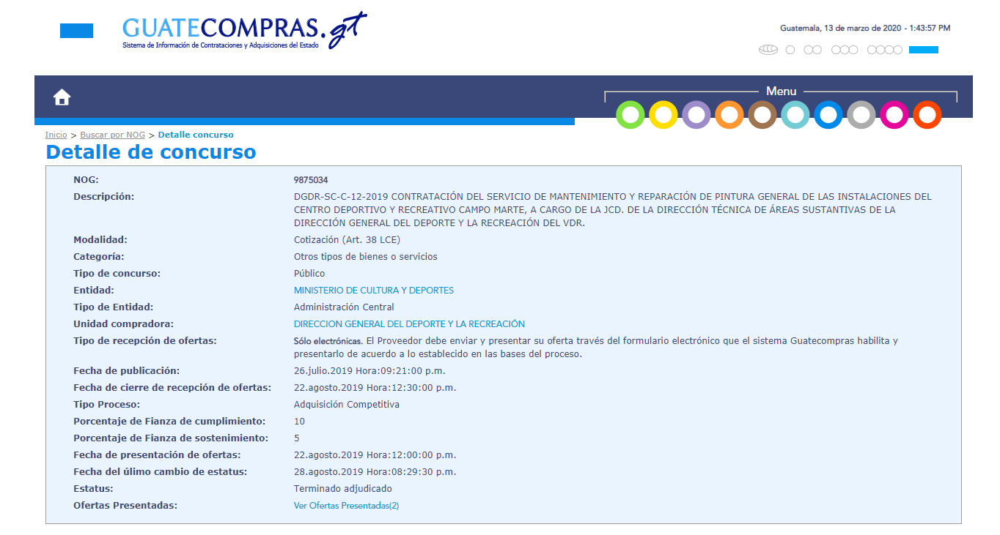 GUATECOMPRAS.gt
Sistema de Información de Contrataciones y Adquisiciones del Estado
Guatemala, 13 de marzo de 2020 - 1:43:57 PM
Menu
Inicio > Buscar por NOG > Detalle concurso
Detalle de concurso
NOG: 9875034
Descripción: DGDR-SC-C-12-2019 CONTRATACIÓN DEL SERVICIO DE MANTENIMIENTO Y REPARACIÓN DE PINTURA GENERAL DE LAS INSTALACIONES DEL
CENTRO DEPORTIVO Y RECREATIVO CAMPO MARTE, A CARGO DE LA JCD. DE LA DIRECCIÓN TÉCNICA DE ÁREAS SUSTANTIVAS DE LA
DIRECCIÓN GENERAL DEL DEPORTE Y LA RECREACIÓN DEL VDR.
Modalidad: Cotización (Art. 38 LCE)
Categoría: Otros tipos de bienes o servicios
Tipo de concurso: Público
Entidad: MINISTERIO DE CULTURA Y DEPORTES
Tipo de Entidad: Administración Central
Unidad compradora: DIRECCION GENERAL DEL DEPORTE Y LA RECREACIÓN
Tipo de recepción de ofertas: Sólo electrónicas. El Proveedor debe enviar y presentar su oferta través del formulario electrónico que el sistema Guatecompras habilita y
presentarlo de acuerdo a lo establecido en las bases del proceso.
Fecha de publicación: 26.julio.2019 Hora:09:21:00 p.m.
Fecha de cierre de recepción de ofertas: 22.agosto.2019 Hora:12:30:00 p.m.
Tipo Proceso: Adquisición Competitiva
Porcentaje de Fianza de cumplimiento: 10
Porcentaje de Fianza de sostenimiento: 5
Fecha de presentación de ofertas: 22.agosto.2019 Hora:12:00:00 p.m.
Fecha del úlimo cambio de estatus: 28.agosto.2019 Hora:08:29:30 p.m.
Estatus: Terminado adjudicado
Ofertas Presentadas: Ver Ofertas Presentadas(2)